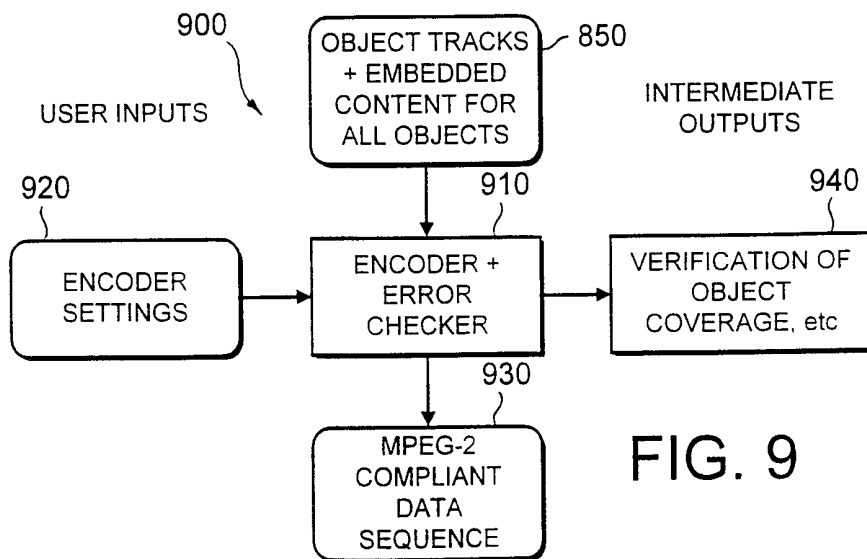 900
OBJECT TRACKS
+ EMBEDDED
CONTENT FOR
ALL OBJECTS
850
USER INPUTS
INTERMEDIATE
OUTPUTS
920
ENCODER
SETTINGS
910
ENCODER +
ERROR
CHECKER
940
VERIFICATION OF
OBJECT
COVERAGE, etc
930
MPEG-2
COMPLIANT
DATA
SEQUENCE
FIG. 9